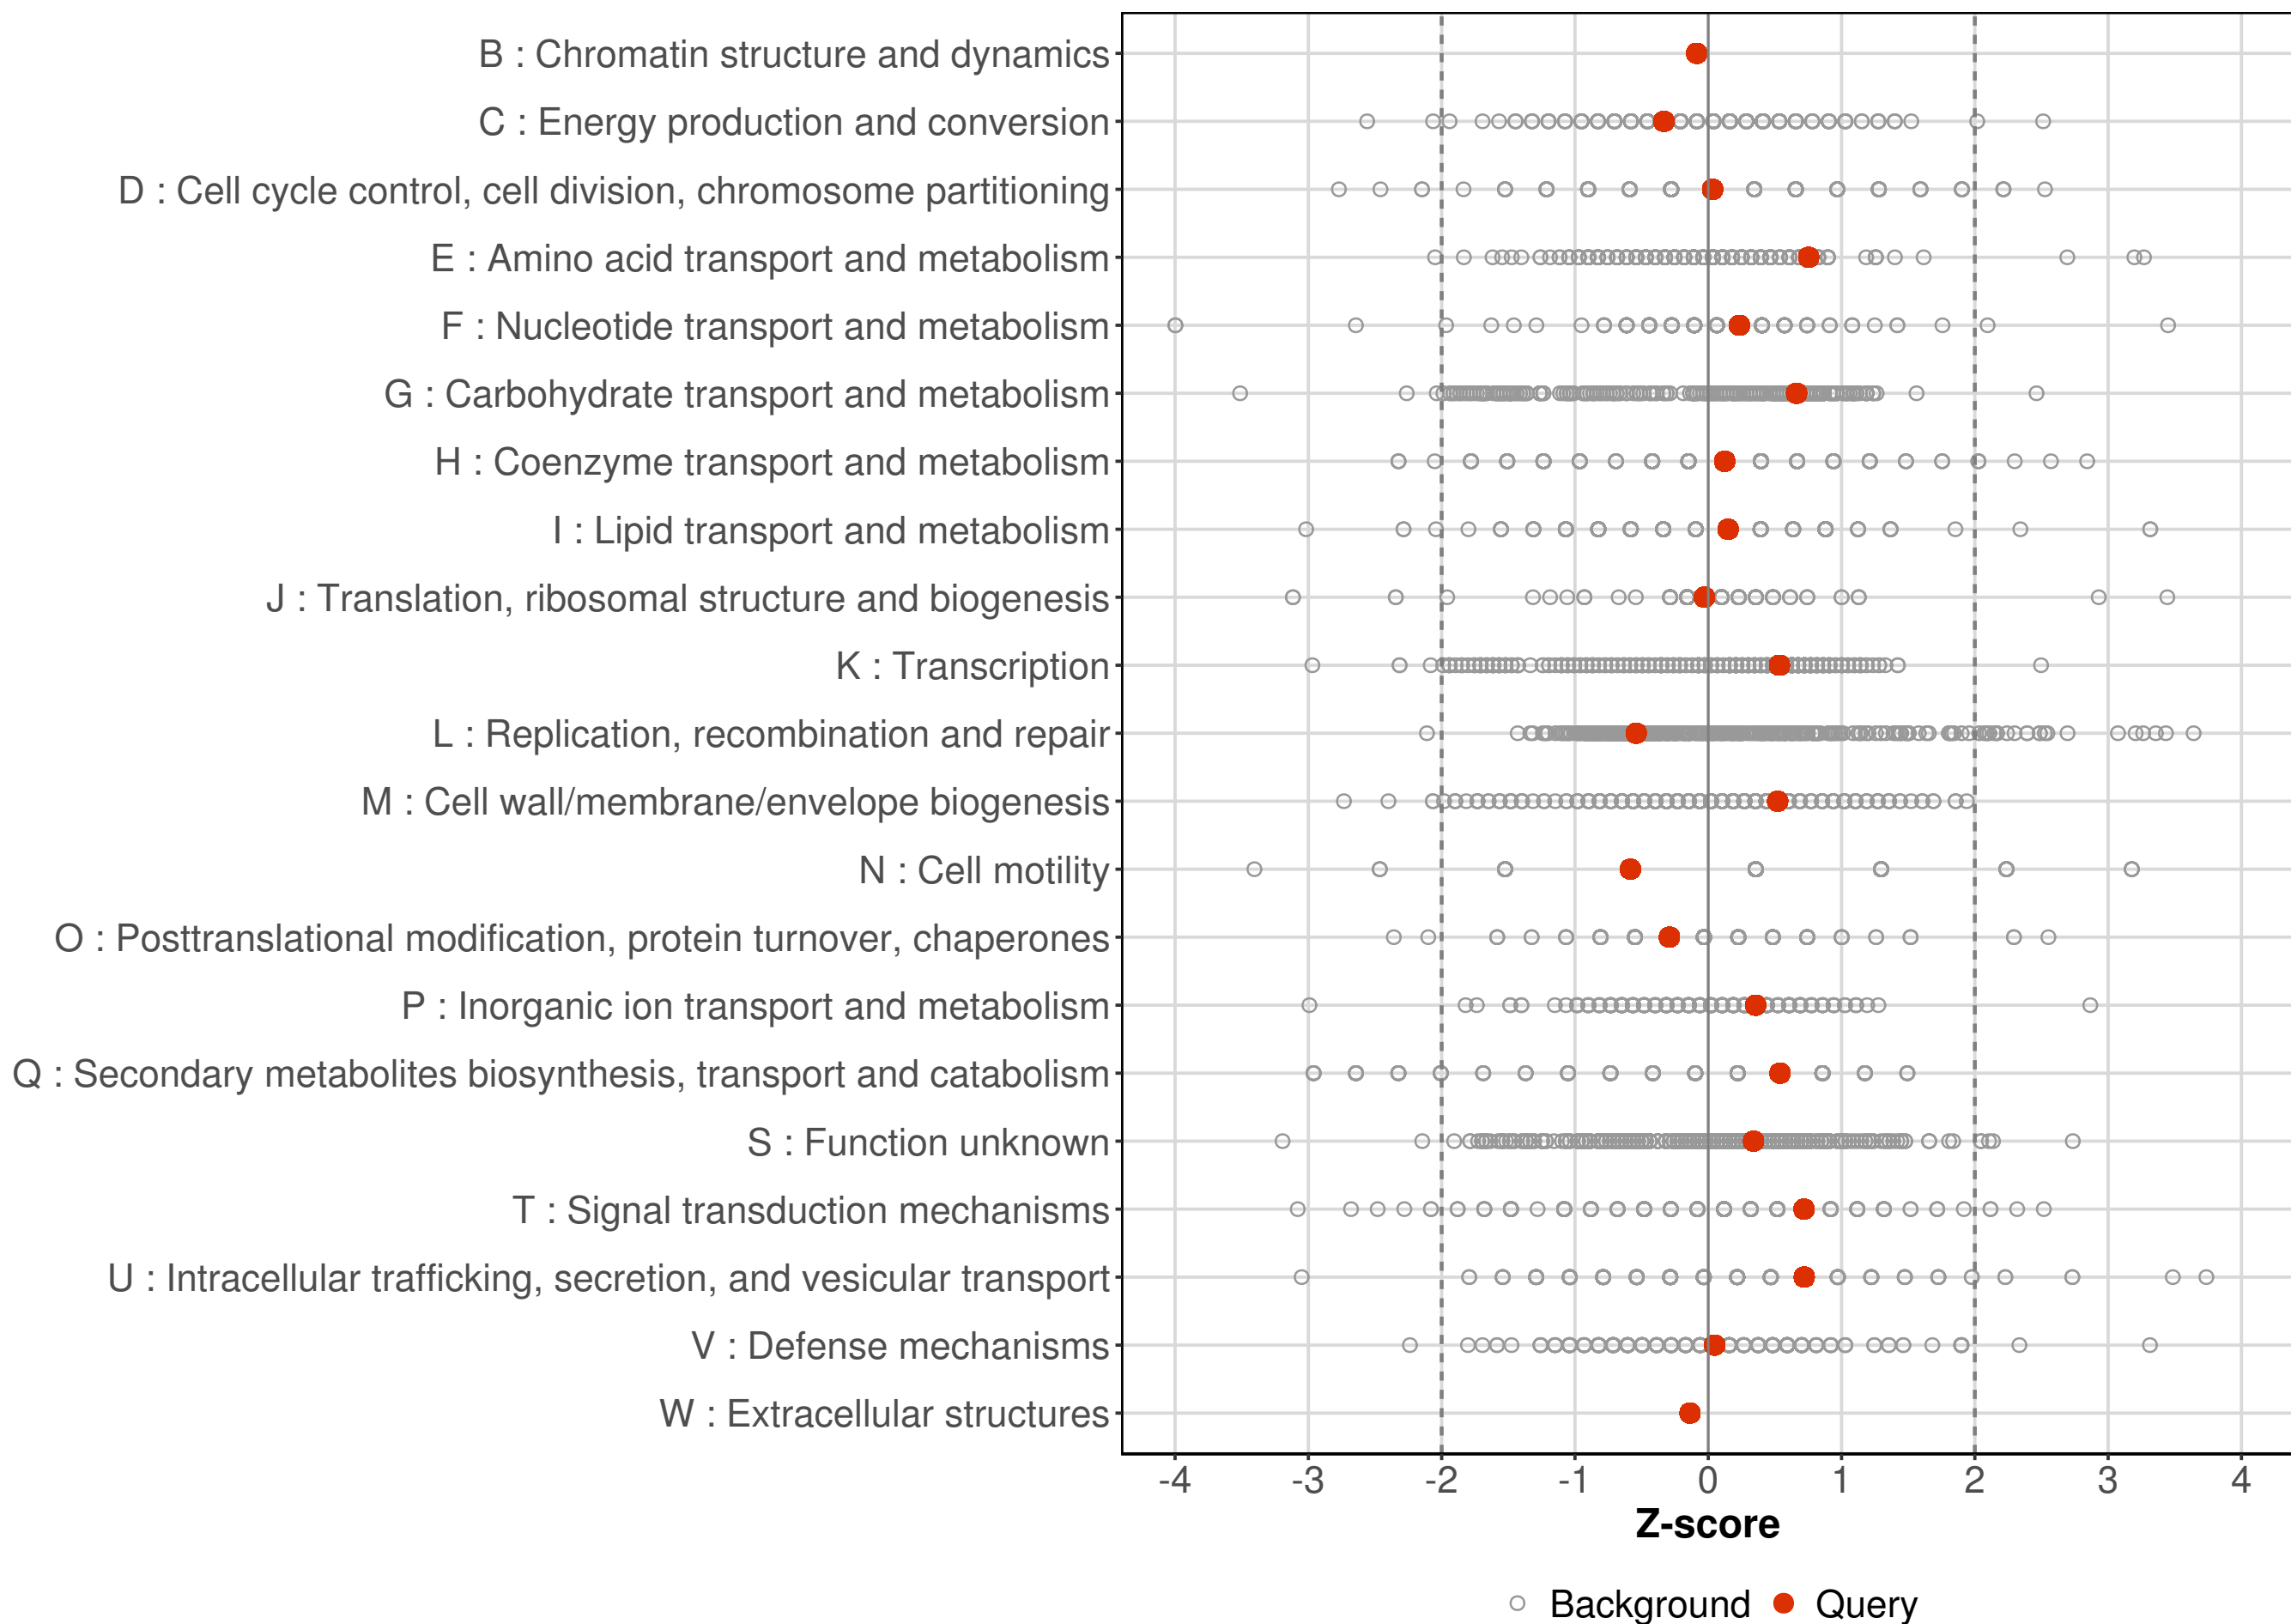 B : Chromatin structure and dynamics
C : Energy production and conversion
D : Cell cycle control, cell division, chromosome partitioning
E : Amino acid transport and metabolism
F : Nucleotide transport and metabolism
G : Carbohydrate transport and metabolism
H : Coenzyme transport and metabolism
I : Lipid transport and metabolism
J : Translation, ribosomal structure and biogenesis
K : Transcription
L : Replication, recombination and repair
M : Cell wall/membrane/envelope biogenesis
N : Cell motility
O : Posttranslational modification, protein turnover, chaperones
P : Inorganic ion transport and metabolism
Q : Secondary metabolites biosynthesis, transport and catabolism
S : Function unknown
T : Signal transduction mechanisms
U : Intracellular trafficking, secretion, and vesicular transport
V : Defense mechanisms
W : Extracellular structures
-4 -3 -2 -1 0 1 2 3 4
Z-score
Background Query